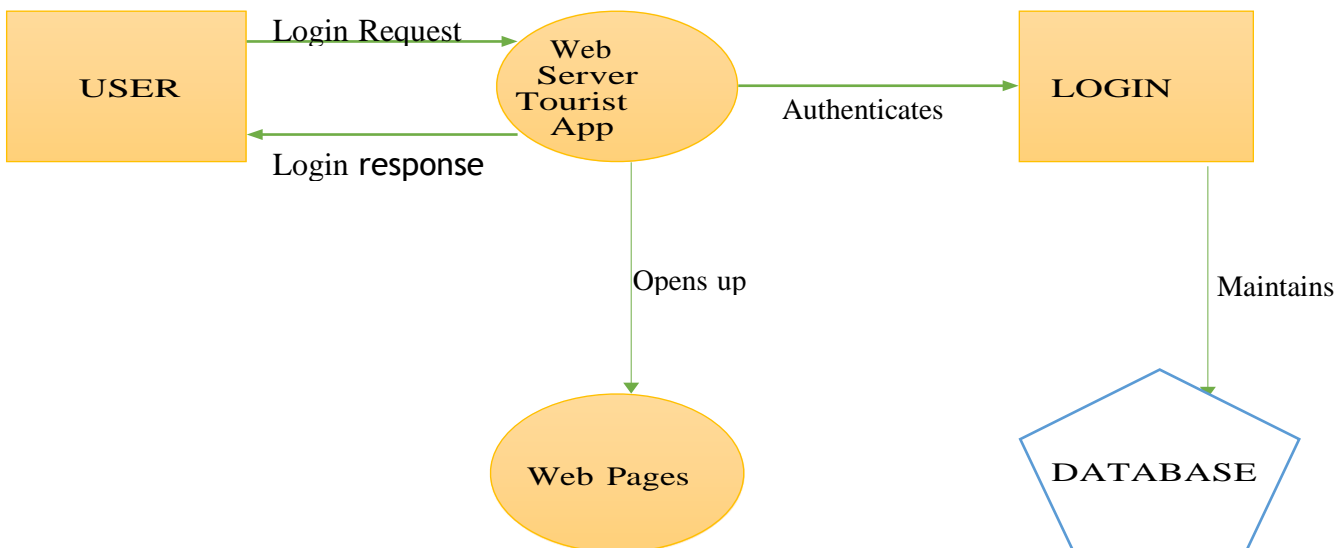 Login Request
USER
Web
Server
Tourist
App
LOGIN
Authenticates
Login response
Opens up
Maintains
Web Pages
DATABASE